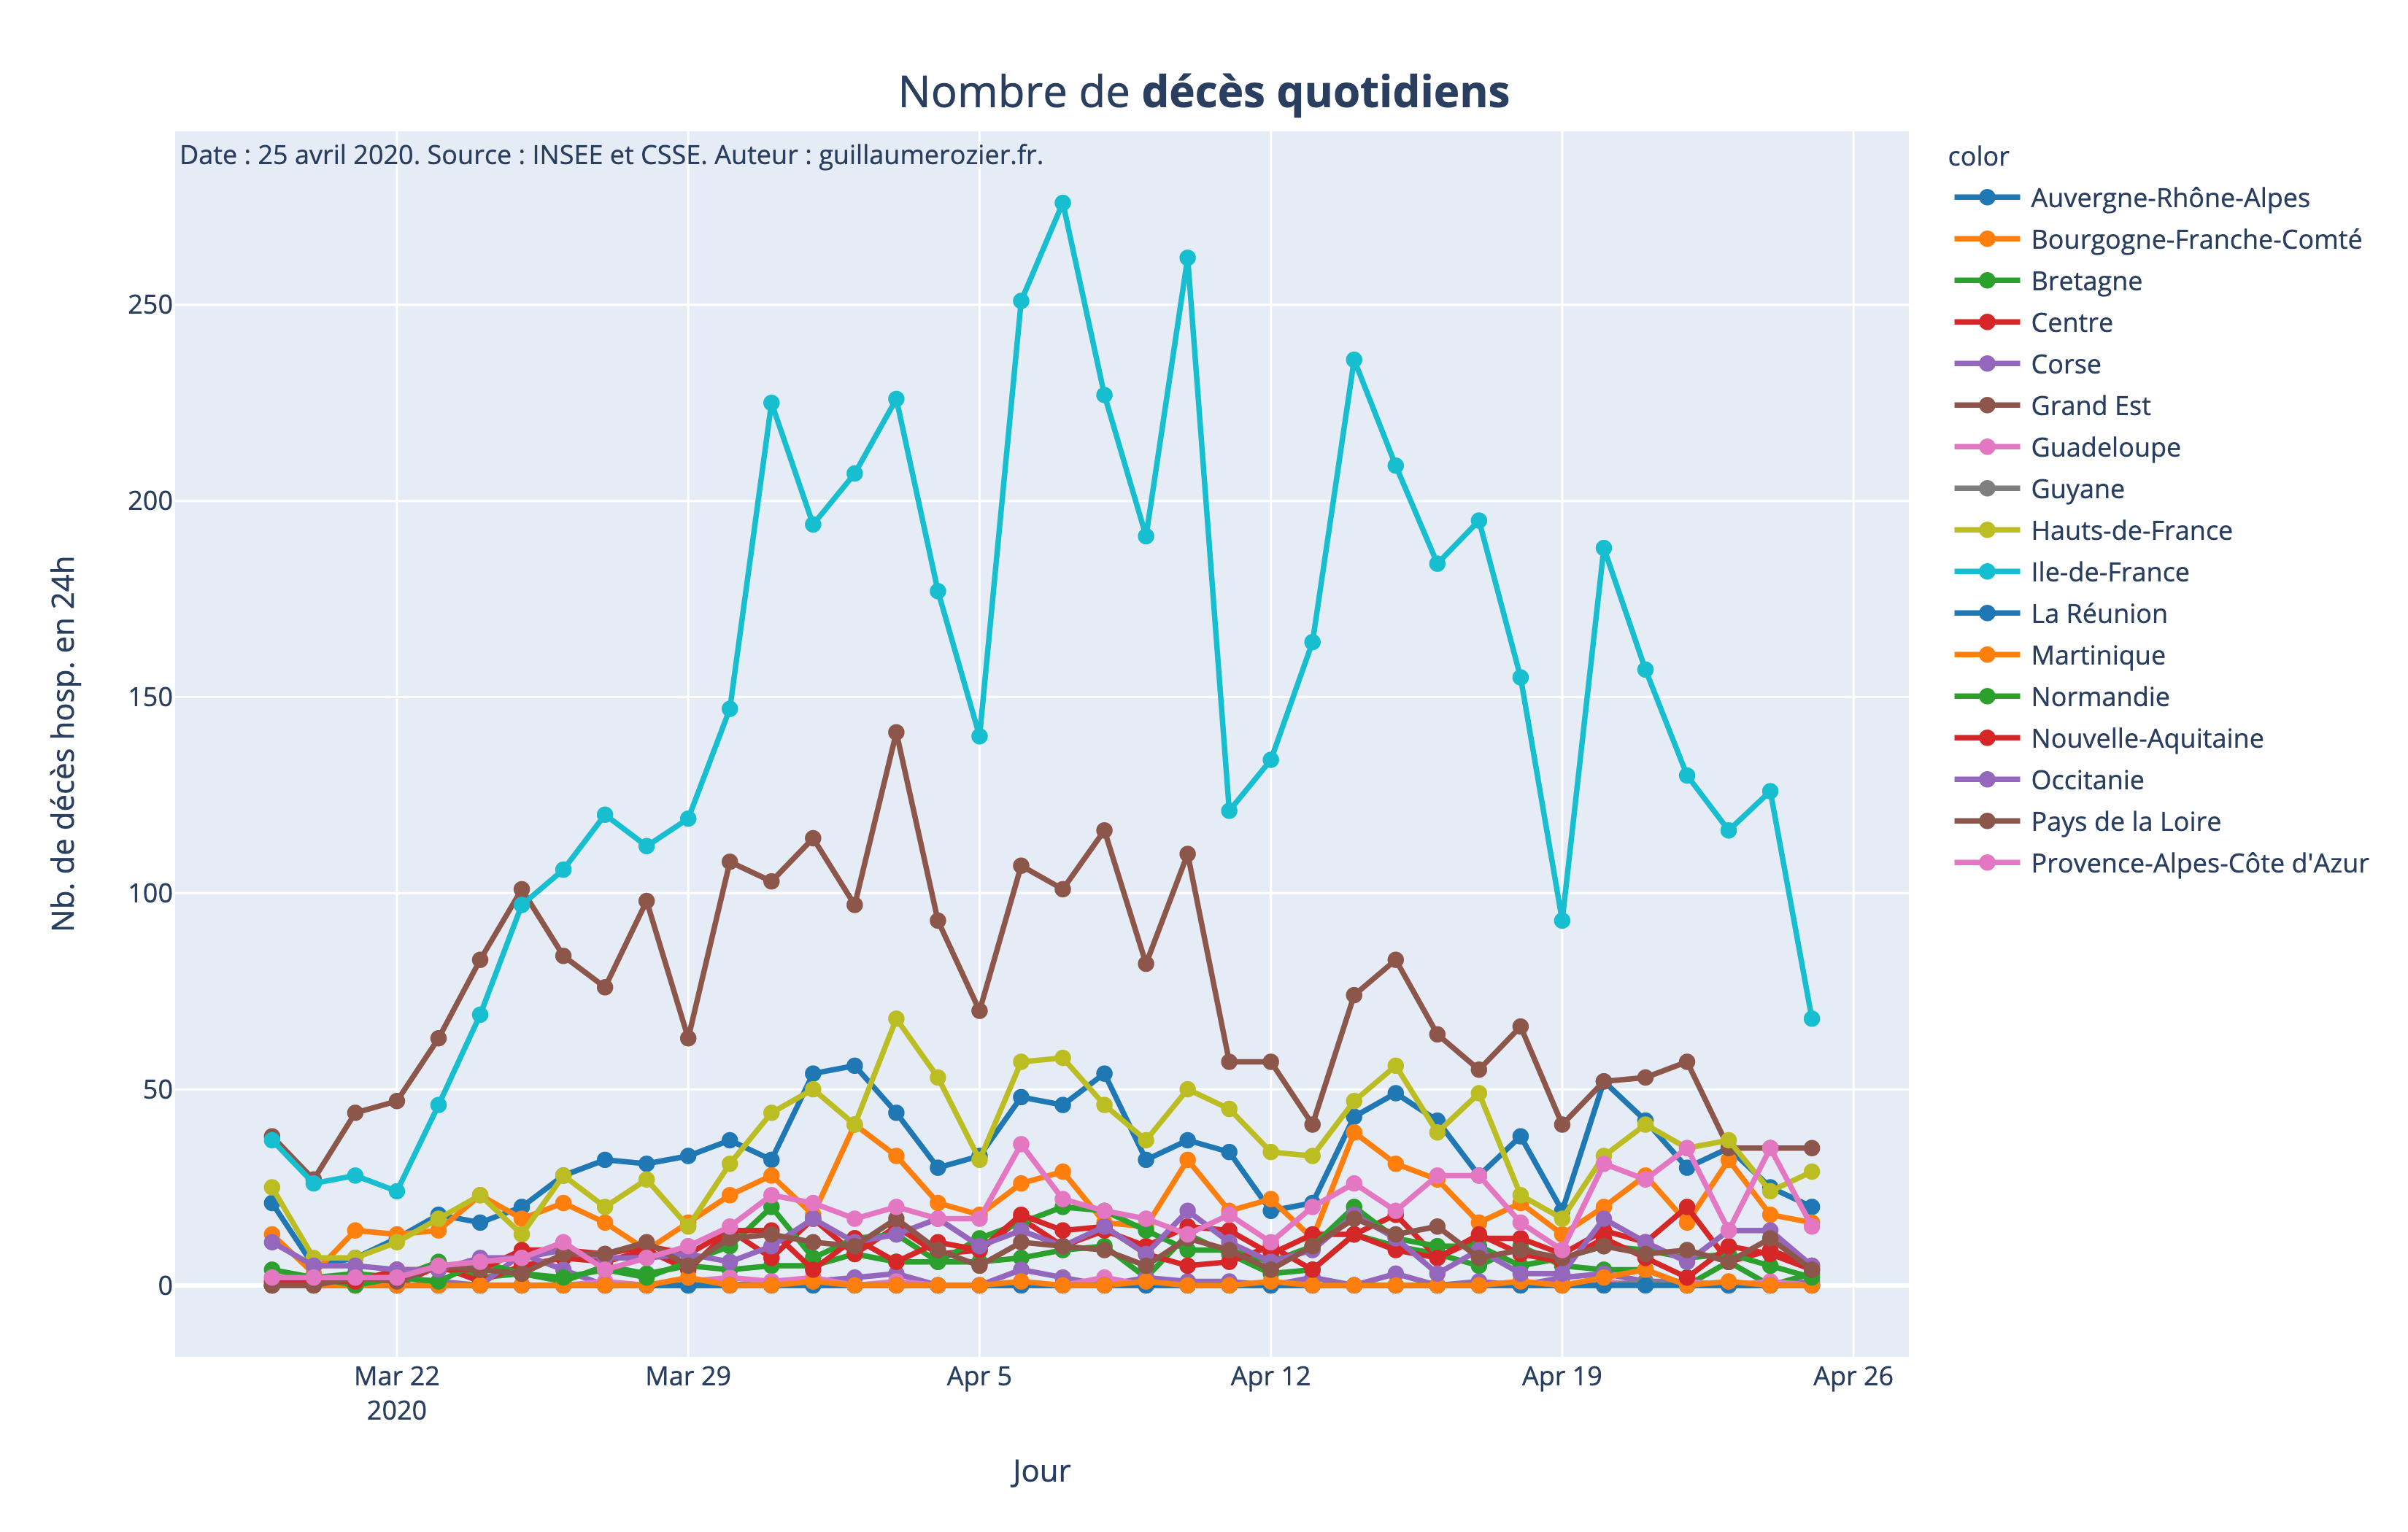 Nombre de décès quotidiens
Date : 25 avril 2020. Source : INSEE et CSSE. Auteur : guillaumerozier.fr.
color
Auvergne-Rhône-Alpes
Bourgogne-Franche-Comté
Bretagne
Centre
Corse
Grand Est
Guadeloupe
Guyane
Hauts-de-France
Ile-de-France
La Réunion
Martinique
Normandie
Nouvelle-Aquitaine
Occitanie
Pays de la Loire
Provence-Alpes-Côte d'Azur
Nb. de décès hosp. en 24h
250
200
150
100
50
0
Mar 22
2020
Mar 29
Apr 5
Apr 12
Apr 19
Apr 26
Jour